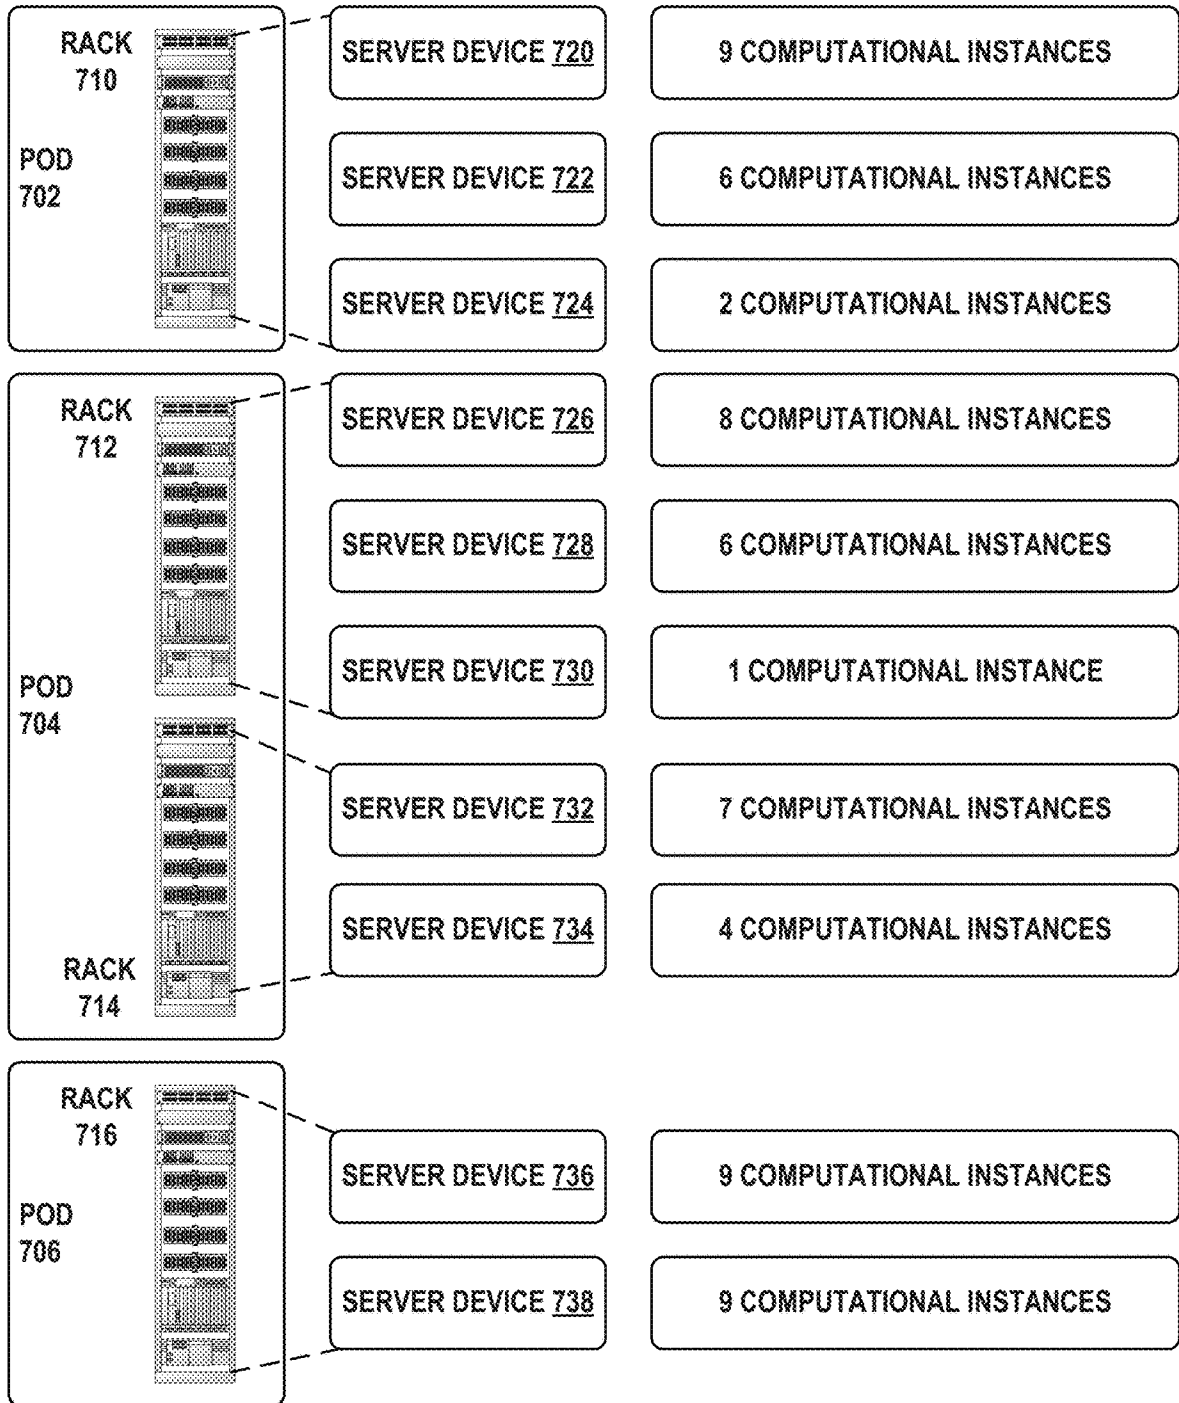 RACK
710
POD
702
SERVER DEVICE 720
9 COMPUTATIONAL INSTANCES
SERVER DEVICE 722
6 COMPUTATIONAL INSTANCES
SERVER DEVICE 724
2 COMPUTATIONAL INSTANCES
RACK
712
POD
704
RACK
714
SERVER DEVICE 726
8 COMPUTATIONAL INSTANCES
SERVER DEVICE 728
6 COMPUTATIONAL INSTANCES
SERVER DEVICE 730
1 COMPUTATIONAL INSTANCE
SERVER DEVICE 732
7 COMPUTATIONAL INSTANCES
SERVER DEVICE 734
4 COMPUTATIONAL INSTANCES
RACK
716
POD
706
SERVER DEVICE 736
9 COMPUTATIONAL INSTANCES
SERVER DEVICE 738
9 COMPUTATIONAL INSTANCES